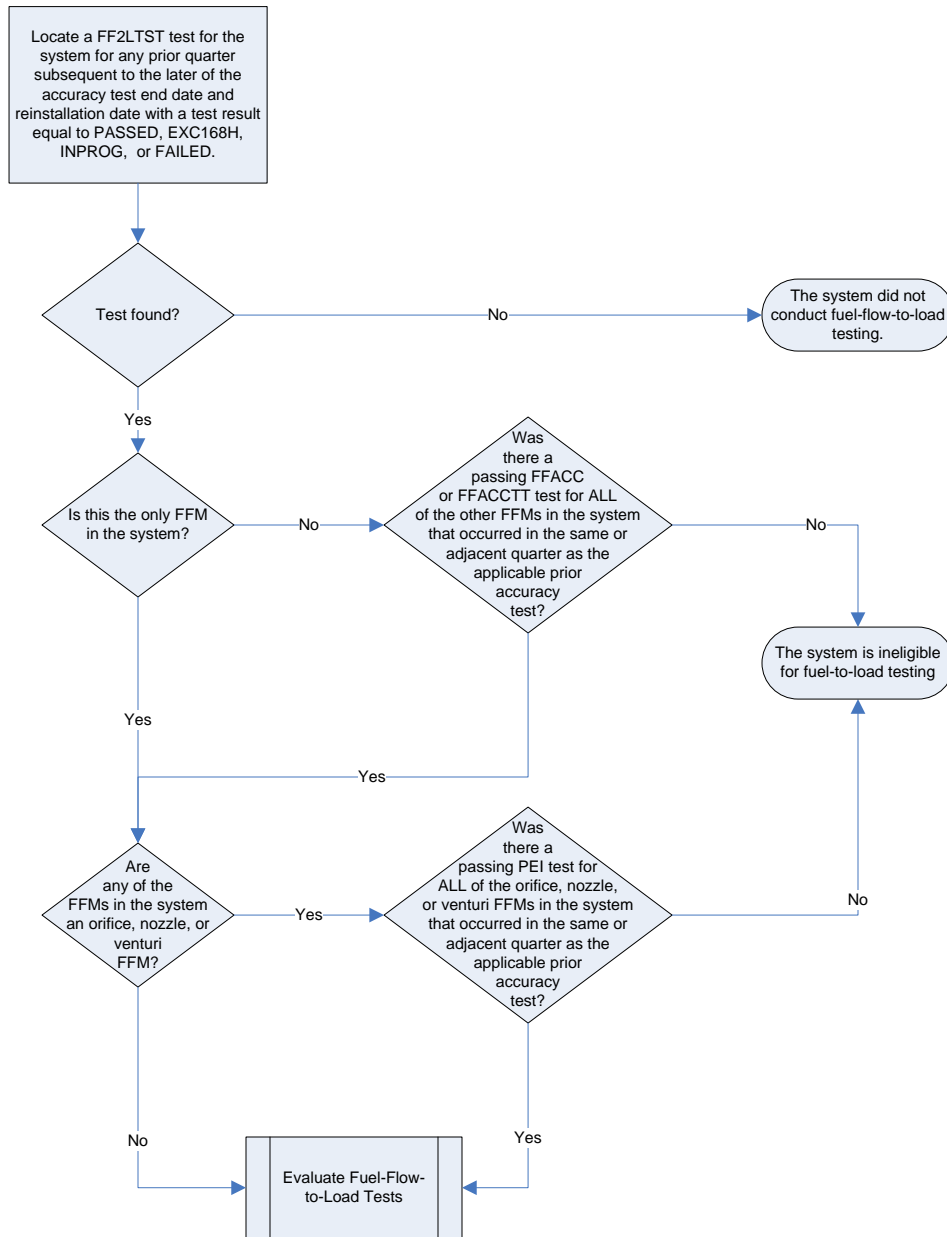 Locate a FF2LTST test for the
system for any prior quarter
subsequent to the later of the
accuracy test end date and
reinstallation date with a test result
equal to PASSED, EXC168H,
INPROG, or FAILED.
Test found?
No
The system did not
conduct fuel-flow-to-load
testing.
Yes
Is this the only FFM
in the system?
No
Was
there a
passing FFACC
or FFACCTT test for ALL
of the other FFMs in the system
that occurred in the same or
adjacent quarter as the
applicable prior
accuracy
test?
No
The system is ineligible
for fuel-to-load testing
Yes
Yes
Are
any of the
FFMs in the system
an orifice, nozzle, or
venturi
FFM?
Yes
Was
there a
passing PEI test for
ALL of the orifice, nozzle,
or venturi FFMs in the system
that occurred in the same or
adjacent quarter as the
applicable prior
accuracy
test?
No
No
Yes
Evaluate Fuel-Flow-
to-Load Tests